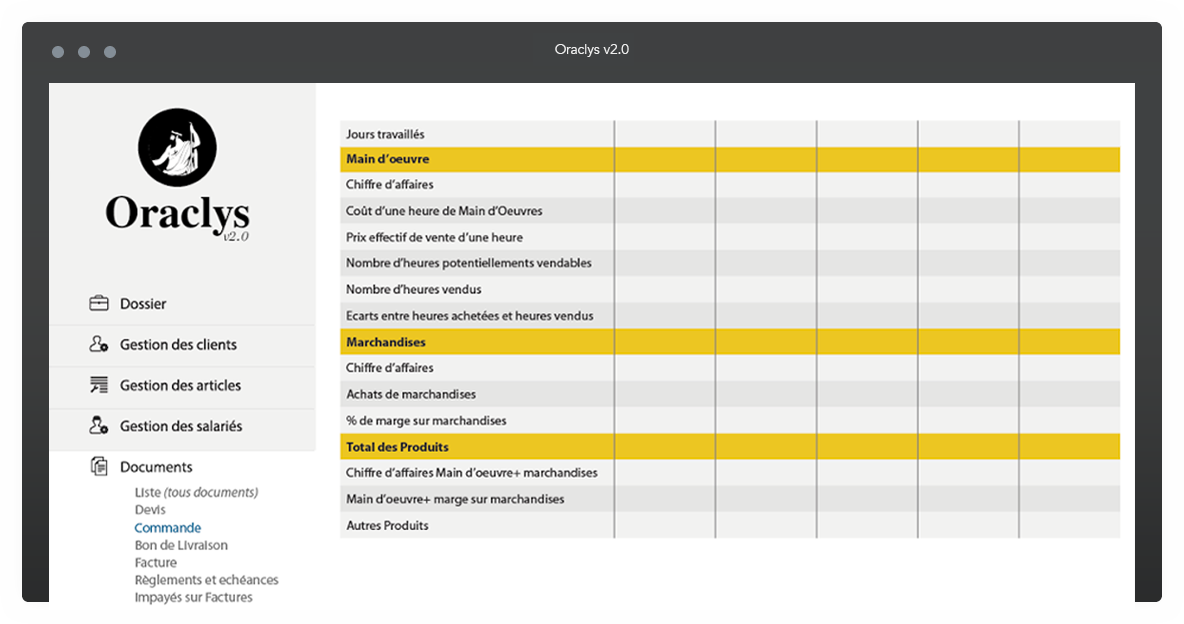 Oraclys v2.0
Oraclys
v2.0
Dossier
Gestion des clients
Gestion des articles
Gestion des salariés
Documents
Liste (tous documents)
Devis
Commande
Bon de Livraison
Facture
Règlements et echéances
Impayés sur Factures
Jours travaillés
Main d'oeuvre
Chiffre d'affaires
Coût d'une heure de Main d'Oeuvres
Prix effectif de vente d'une heure
Nombre d'heures potentiellements vendables
Nombre d'heures vendus
Ecarts entre heures achetées et heures vendus
Marchandises
Chiffre d'affaires
Achats de marchandises
% de marge sur marchandises
Total des Produits
Chiffre d'affaires Main d'oeuvre+ marchandises
Main d'oeuvre+ marge sur marchandises
Autres Produits